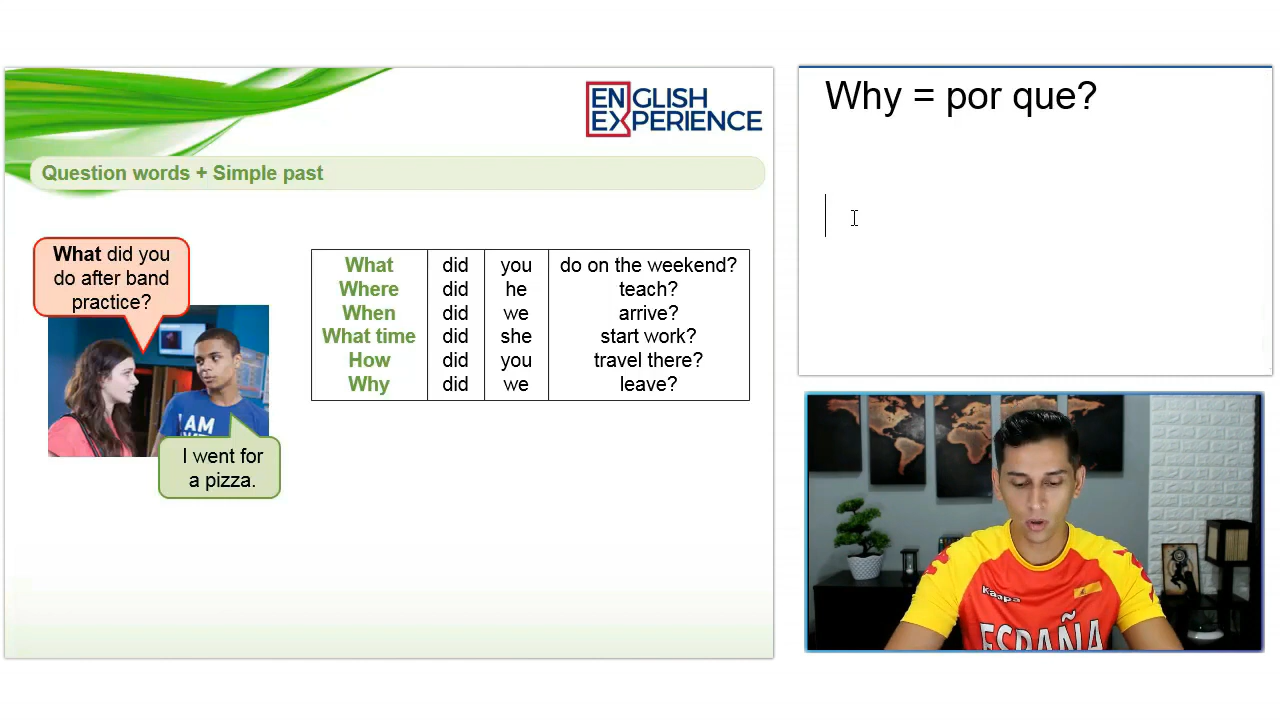 ENGLISH
EXPERIENCE
Question words + Simple past
What did you
do after band
practice?
I AM
I went for
a pizza.
What did you do on the weekend?
Where did he teach?
When did we arrive?
What time did she start work?
How did you travel there?
Why did we leave?
Why = por que?
Kaapa
ESPAÑA